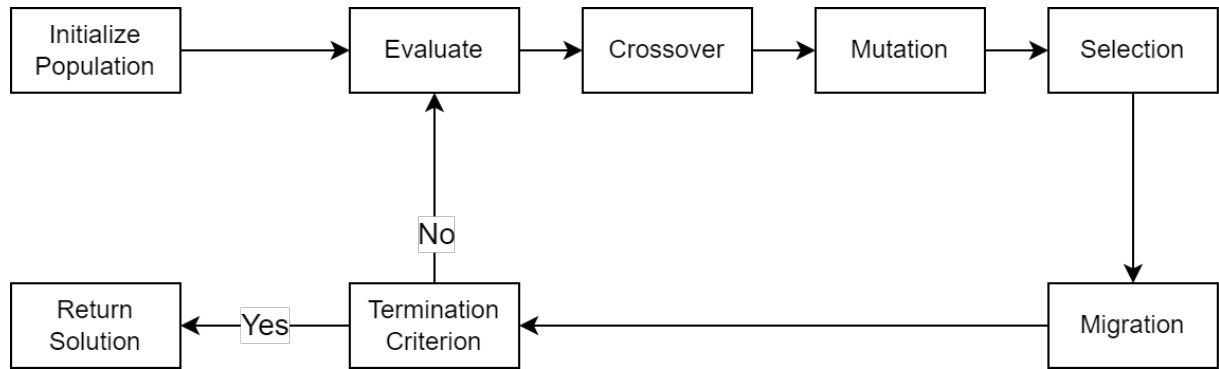 Initialize
Population
Evaluate
Crossover
Mutation
Selection
No
Return
Solution
Yes
Termination
Criterion
Migration